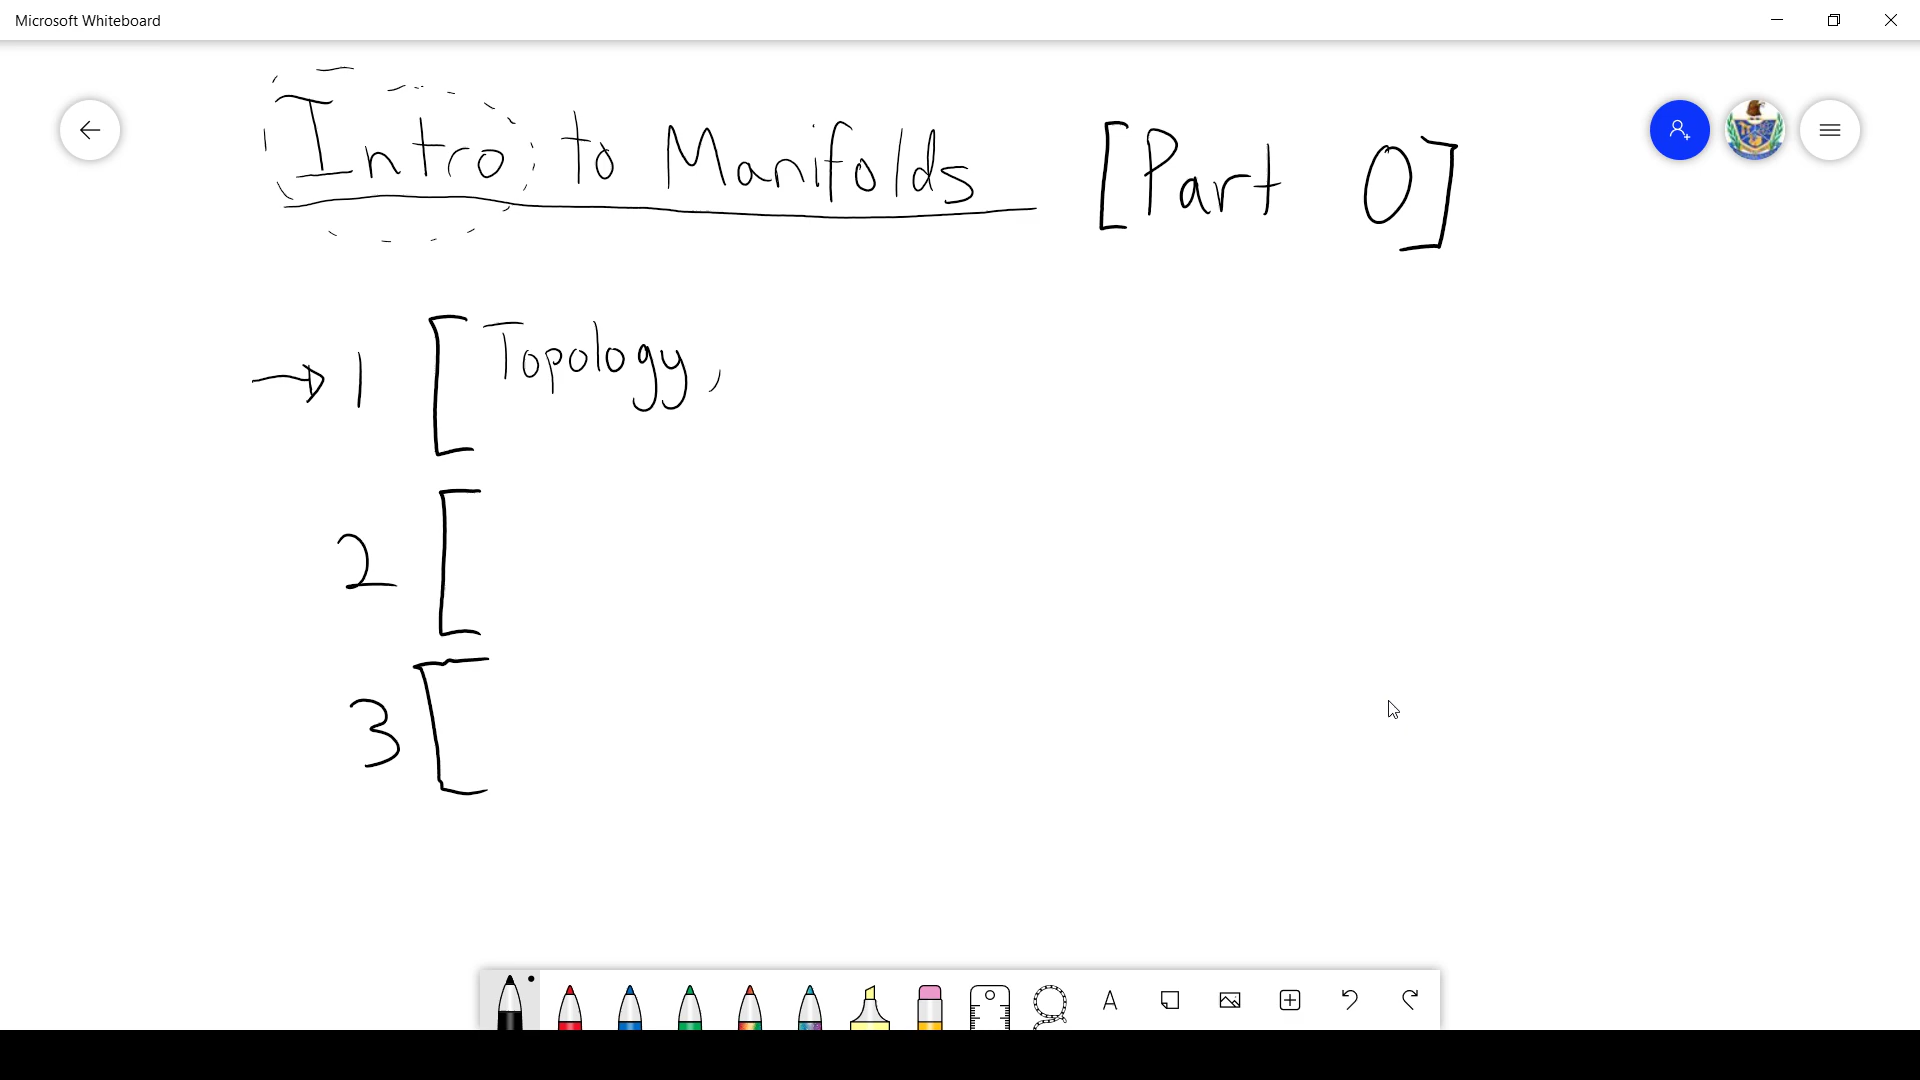 Microsoft Whiteboard
Intro to Manifolds [Part 0]
→ 1 [ Topology,
2 [
3 [
A